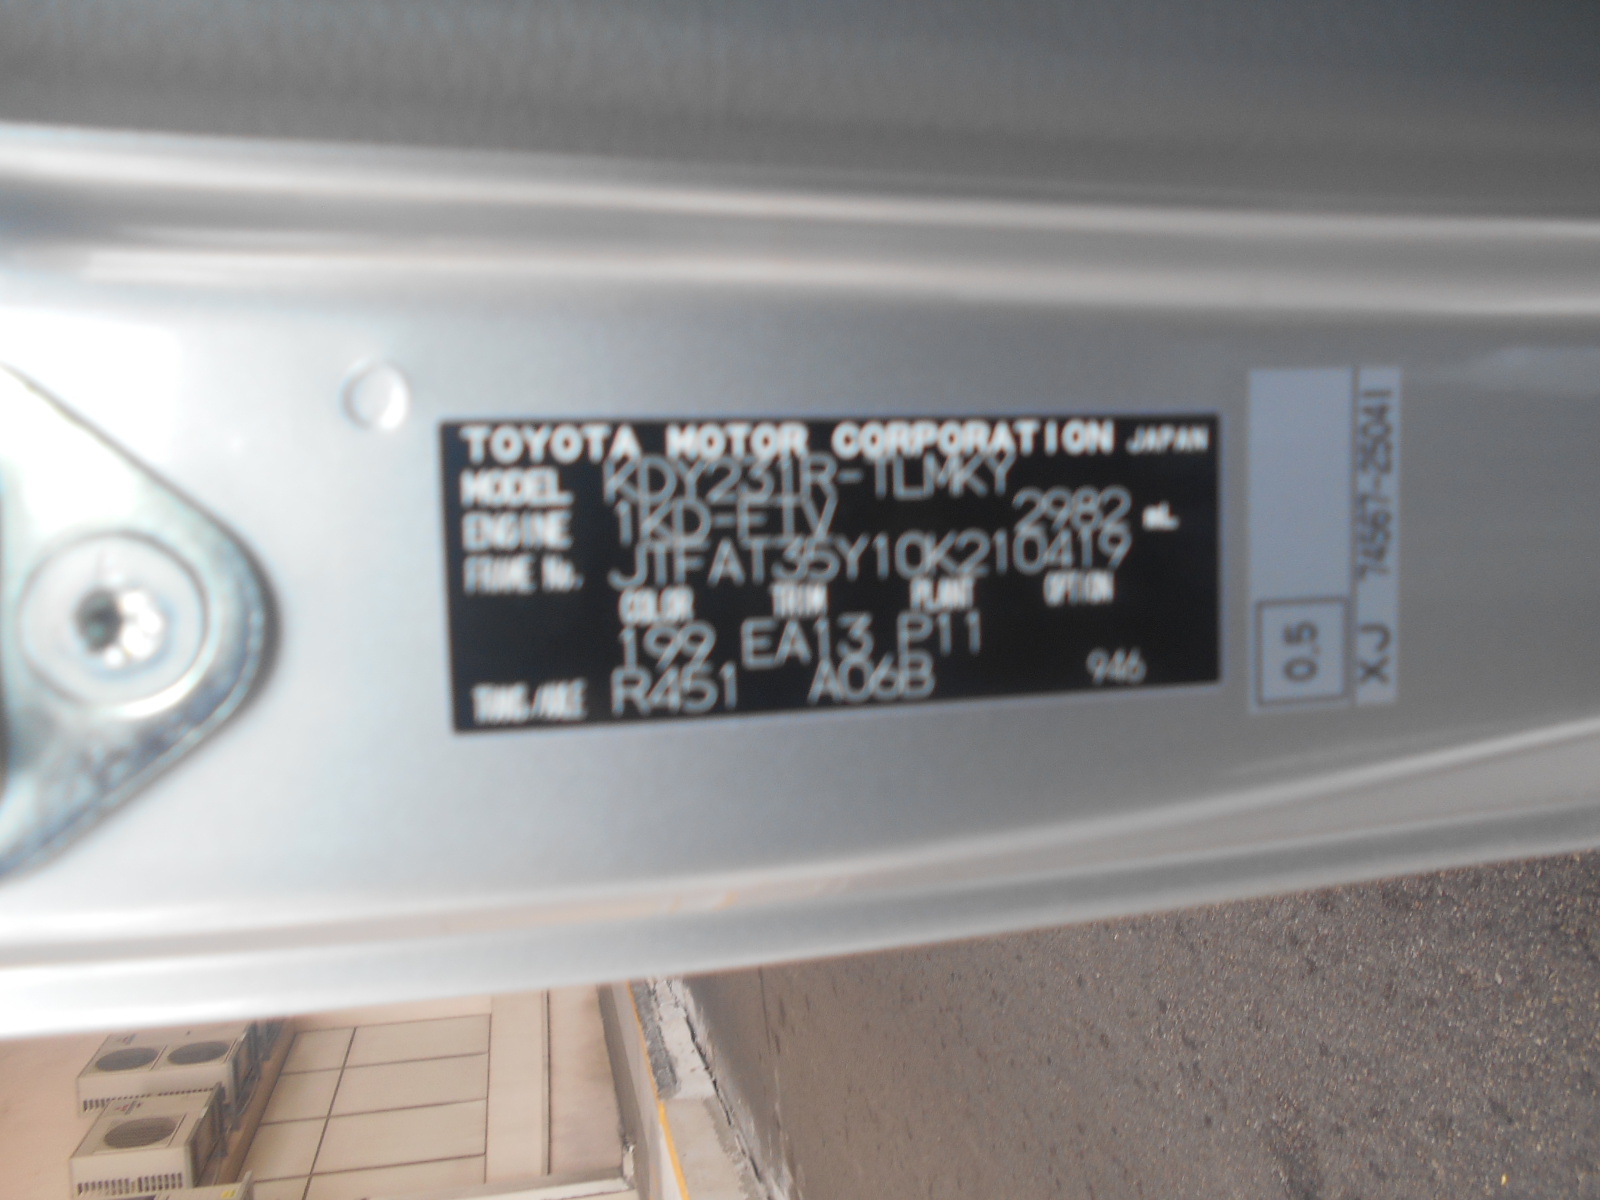 TOYOTA MOTOR CORPORATION JAPAN
MODEL KDY231R-TLMKY
ENGINE 1KD-FTV 2982 mL
FRAME No. JTFAT35Y10K210419
COLOR TRIM PLANT OPTION
199 EA13 P11
TRANS/AXLE R451 A06B 946
0.5
XJ 74567-25041